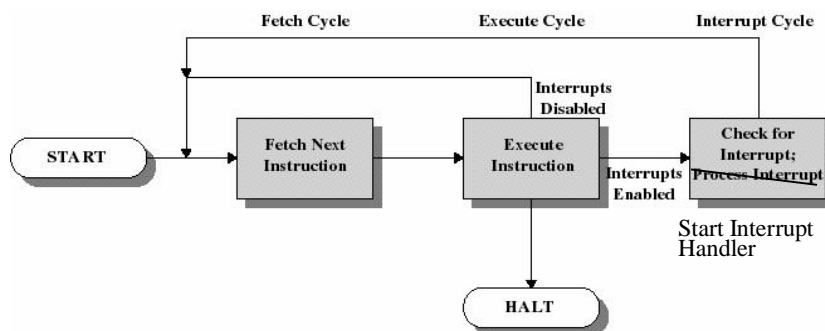 Fetch Cycle
Execute Cycle
Interrupt Cycle
Interrupts
Disabled
START
Fetch Next
Instruction
Execute
Instruction
Interrupts
Enabled
Check for
Interrupt;
Process Interrupt
Start Interrupt
Handler
HALT